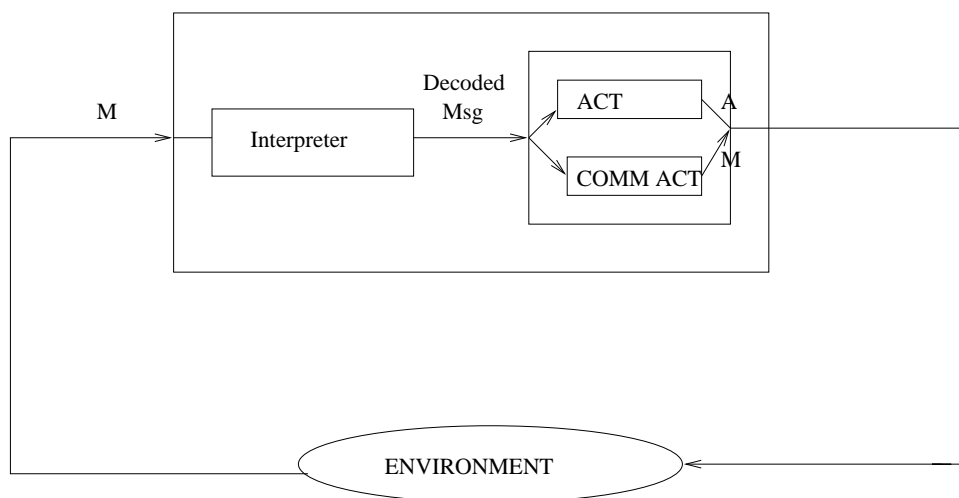 M
Interpreter
Decoded
Msg
ACT
A
COMM ACT
M
ENVIRONMENT